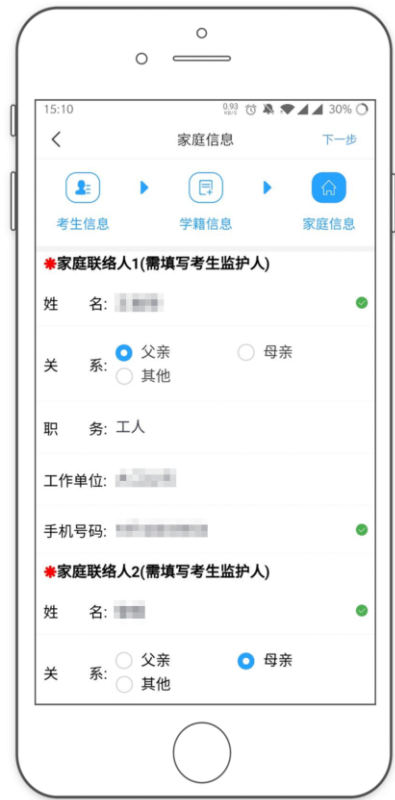 15:10 0.93 KB/S 30%
家庭信息 下一步
考生信息 学籍信息 家庭信息
※家庭联络人1(需填写考生监护人)
姓 名:
关 系: 父亲 母亲
其他
职 务: 工人
工作单位:
手机号码:
※家庭联络人2(需填写考生监护人)
姓 名:
关 系: 父亲 母亲
其他